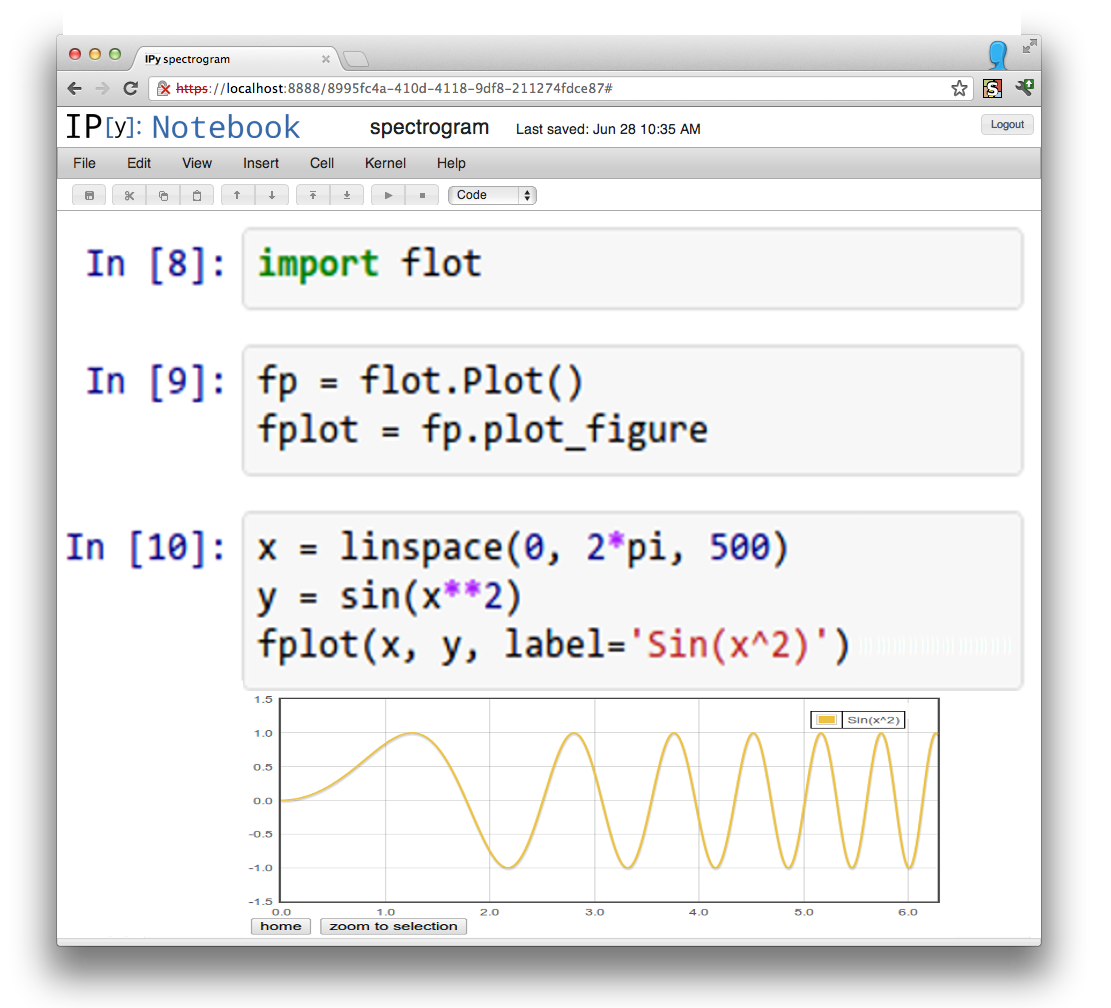 IPy spectrogram
https://localhost:8888/8995fc4a-410d-4118-9df8-211274fdce87#
IP[y]: Notebook spectrogram Last saved: Jun 28 10:35 AM Logout
File Edit View Insert Cell Kernel Help
Code
In [8]: import flot
In [9]: fp = flot.Plot()
fplot = fp.plot_figure
In [10]: x = linspace(0, 2*pi, 500)
y = sin(x**2)
fplot(x, y, label='Sin(x^2)')
1.5
Sin(x^2)
1.0
0.5
0.0
-0.5
-1.0
-1.5
0.0 1.0 2.0 3.0 4.0 5.0 6.0
home zoom to selection